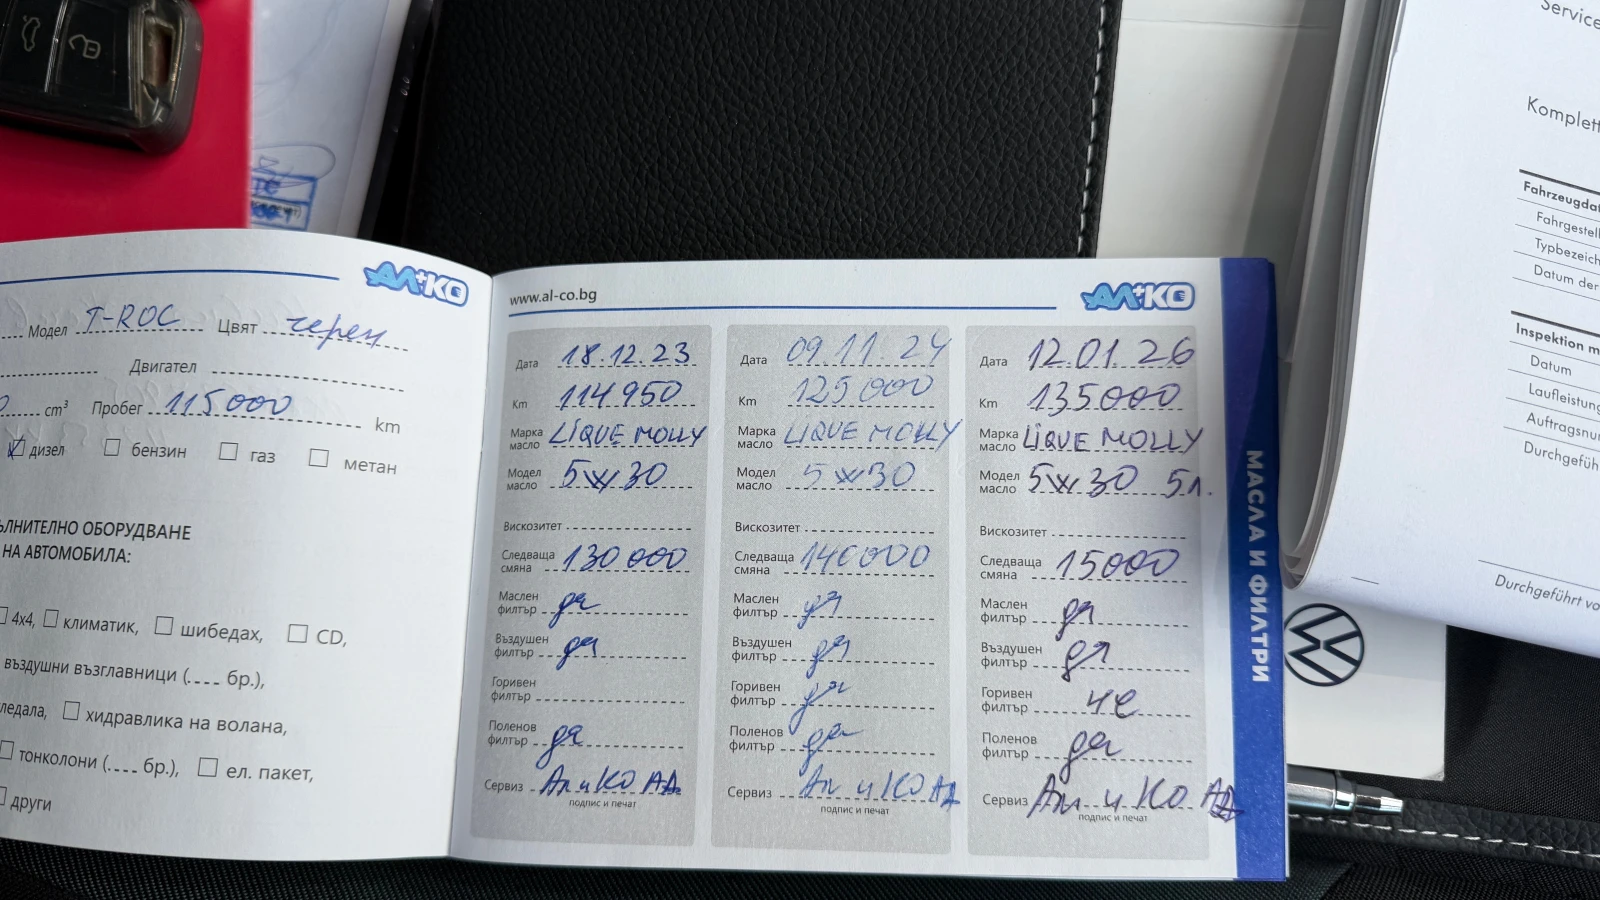 АЛ+КО
Модел T-ROC Цвят черен
Двигател
cm³ Пробег 115000 km
дизел бензин газ метан
ЪЛНИТЕЛНО ОБОРУДВАНЕ
НА АВТОМОБИЛА:
4x4, климатик, шибедах, CD,
въздушни възглавници (.... бр.),
хидравлика на волана,
тонколони (.... бр.), ел. пакет,
други
www.al-co.bg
АЛ+КО
Дата 18.12.23
Km 114950
Марка масло LIQUE MOLLY
Модел масло 5w30
Вискозитет
Следваща смяна 130000
Маслен филтър да
Въздушен филтър да
Горивен филтър
Поленов филтър да
Сервиз Ал и КО АД
подпис и печат
Дата 09.11.24
Km 125000
Марка масло LIQUE MOLLY
Модел масло 5w30
Вискозитет
Следваща смяна 140000
Маслен филтър да
Въздушен филтър да
Горивен филтър да
Поленов филтър да
Сервиз Ал и КО АД
подпис и печат
Дата 12.01.26
Km 135000
Марка масло LIQUE MOLLY
Модел масло 5w30 5л.
Вискозитет
Следваща смяна 15000
Маслен филтър да
Въздушен филтър да
Горивен филтър не
Поленов филтър да
Сервиз Ал и КО АД
подпис и печат
МАСЛА И ФИЛТРИ
Service
Komplett
Fahrzeugdat
Fahrgestell
Typbezeich
Datum der
Inspektion m
Datum
Laufleistung
Auftragsnu
Durchgefüh
Durchgeführt vo